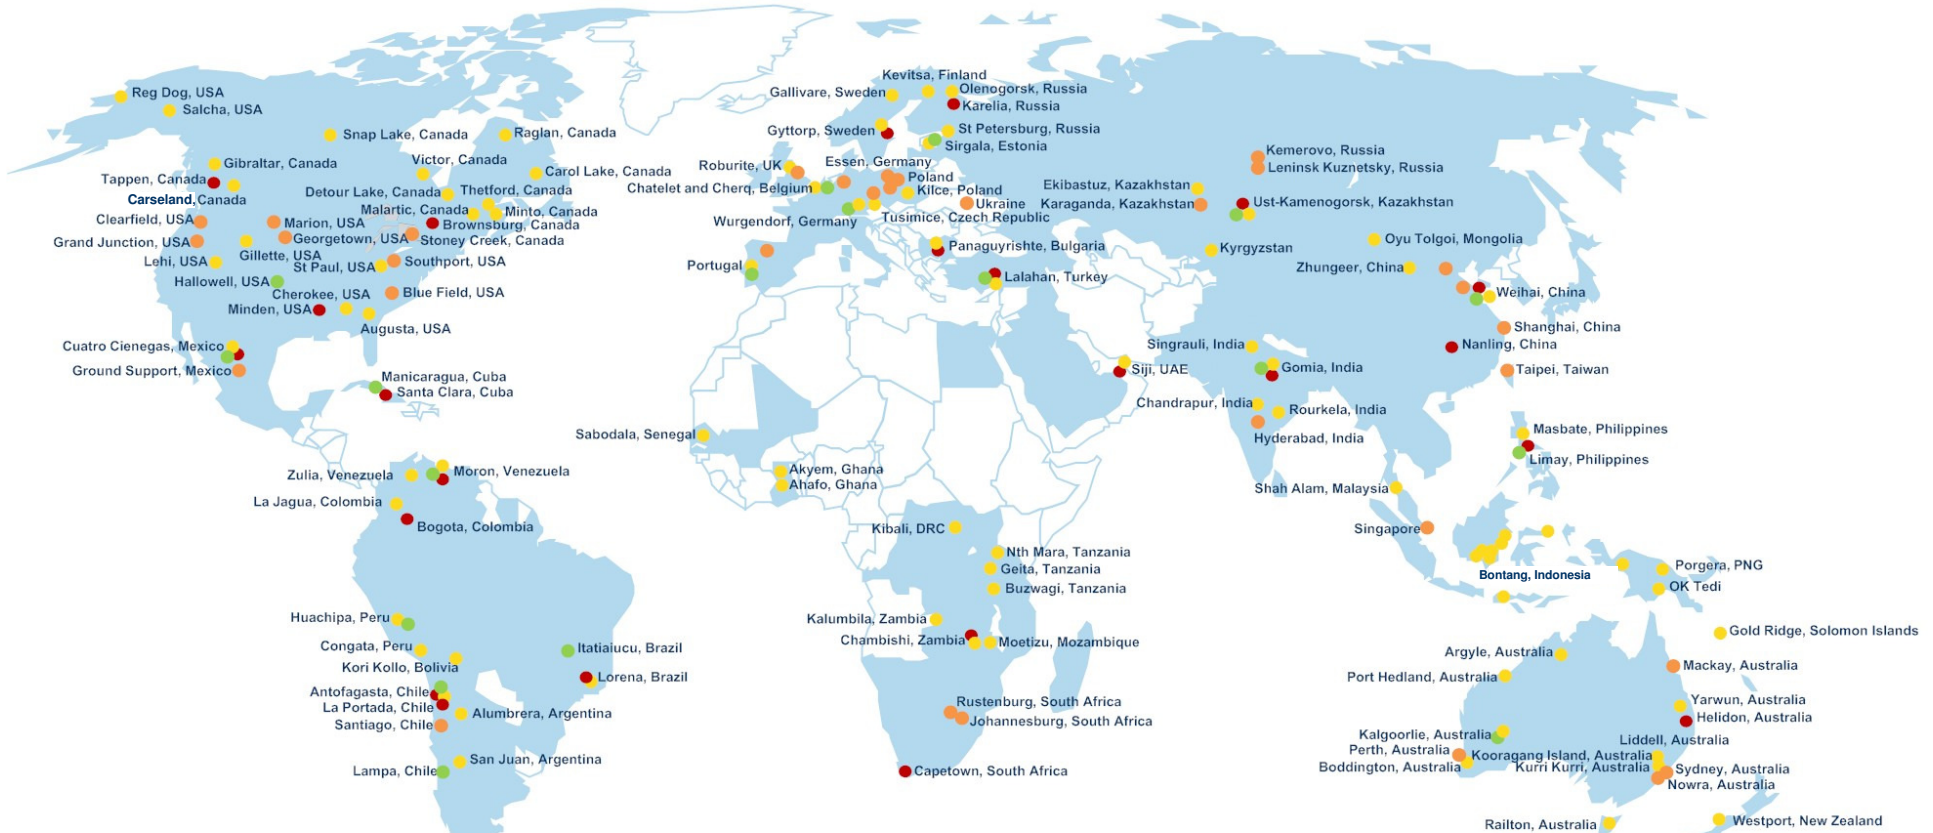 Reg Dog, USA
Salcha, USA
Snap Lake, Canada
Raglan, Canada
Gibraltar, Canada
Victor, Canada
Carol Lake, Canada
Tappen, Canada
Detour Lake, Canada
Thetford, Canada
Carseland, Canada
Malartic, Canada
Minto, Canada
Clearfield, USA
Marion, USA
Brownsburg, Canada
Grand Junction, USA
Georgetown, USA
Stoney Creek, Canada
Gillette, USA
Lehi, USA
St Paul, USA
Southport, USA
Hallowell, USA
Cherokee, USA
Blue Field, USA
Minden, USA
Augusta, USA
Cuatro Cienegas, Mexico
Ground Support, Mexico
Manicaragua, Cuba
Santa Clara, Cuba
Zulia, Venezuela
Moron, Venezuela
La Jagua, Colombia
Bogota, Colombia
Huachipa, Peru
Congata, Peru
Kori Kollo, Bolivia
Itatiaiucu, Brazil
Lorena, Brazil
Antofagasta, Chile
La Portada, Chile
Alumbrera, Argentina
Santiago, Chile
San Juan, Argentina
Lampa, Chile
Kevitsa, Finland
Gallivare, Sweden
Olenogorsk, Russia
Karelia, Russia
Gyttorp, Sweden
St Petersburg, Russia
Sirgala, Estonia
Roburite, UK
Essen, Germany
Poland
Chatelet and Cherq, Belgium
Kilce, Poland
Ukraine
Wurgendorf, Germany
Tusimice, Czech Republic
Panaguyrishte, Bulgaria
Portugal
Lalahan, Turkey
Siji, UAE
Sabodala, Senegal
Akyem, Ghana
Ahafo, Ghana
Kibali, DRC
Nth Mara, Tanzania
Geita, Tanzania
Buzwagi, Tanzania
Kalumbila, Zambia
Chambishi, Zambia
Moetizu, Mozambique
Rustenburg, South Africa
Johannesburg, South Africa
Capetown, South Africa
Kemerovo, Russia
Leninsk Kuznetsky, Russia
Ekibastuz, Kazakhstan
Karaganda, Kazakhstan
Ust-Kamenogorsk, Kazakhstan
Kyrgyzstan
Oyu Tolgoi, Mongolia
Zhungeer, China
Weihai, China
Shanghai, China
Nanling, China
Taipei, Taiwan
Singrauli, India
Gomia, India
Chandrapur, India
Rourkela, India
Hyderabad, India
Masbate, Philippines
Limay, Philippines
Shah Alam, Malaysia
Singapore
Bontang, Indonesia
Porgera, PNG
OK Tedi
Gold Ridge, Solomon Islands
Argyle, Australia
Mackay, Australia
Port Hedland, Australia
Yarwun, Australia
Helidon, Australia
Kalgoorlie, Australia
Liddell, Australia
Perth, Australia
Kooragang Island, Australia
Boddington, Australia
Kurri Kurri, Australia
Sydney, Australia
Nowra, Australia
Railton, Australia
Westport, New Zealand